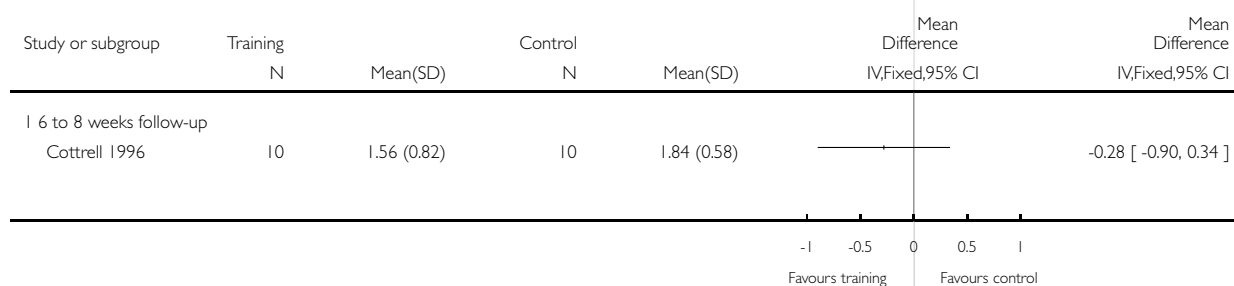 Mean Mean
Study or subgroup Training Control Difference Difference
N Mean(SD) N Mean(SD) IV,Fixed,95% CI IV,Fixed,95% CI
1 6 to 8 weeks follow-up
Cottrell 1996 10 1.56 (0.82) 10 1.84 (0.58) -0.28 [ -0.90, 0.34 ]
-1 -0.5 0 0.5 1
Favours training Favours control